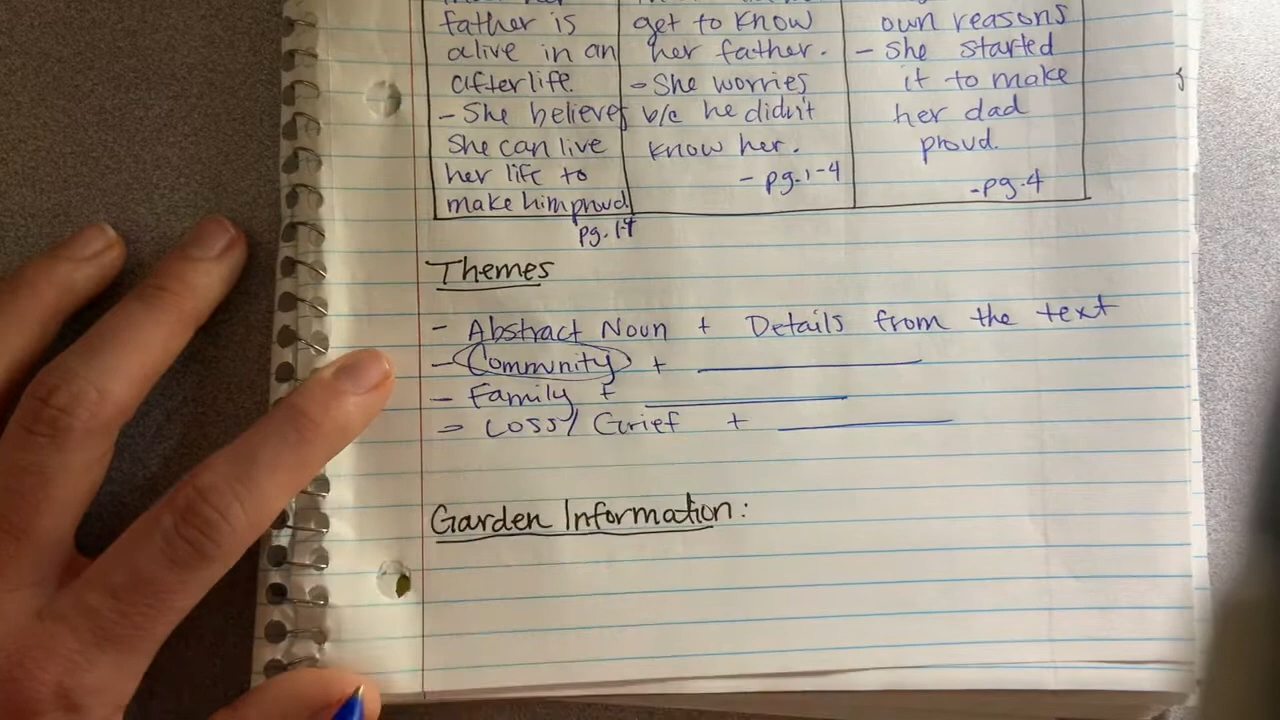 father is
alive in an
afterlife.
- She believes
she can live
her life to
make him proud
pg. 1-4
get to know
her father.
- She worries
b/c he didn't
know her.
- pg. 1-4
own reasons
- She started
it to make
her dad
proud.
- pg. 4
Themes
- Abstract Noun + Details from the text
- Community +
- Family +
- Loss/ Grief +
Garden Information: